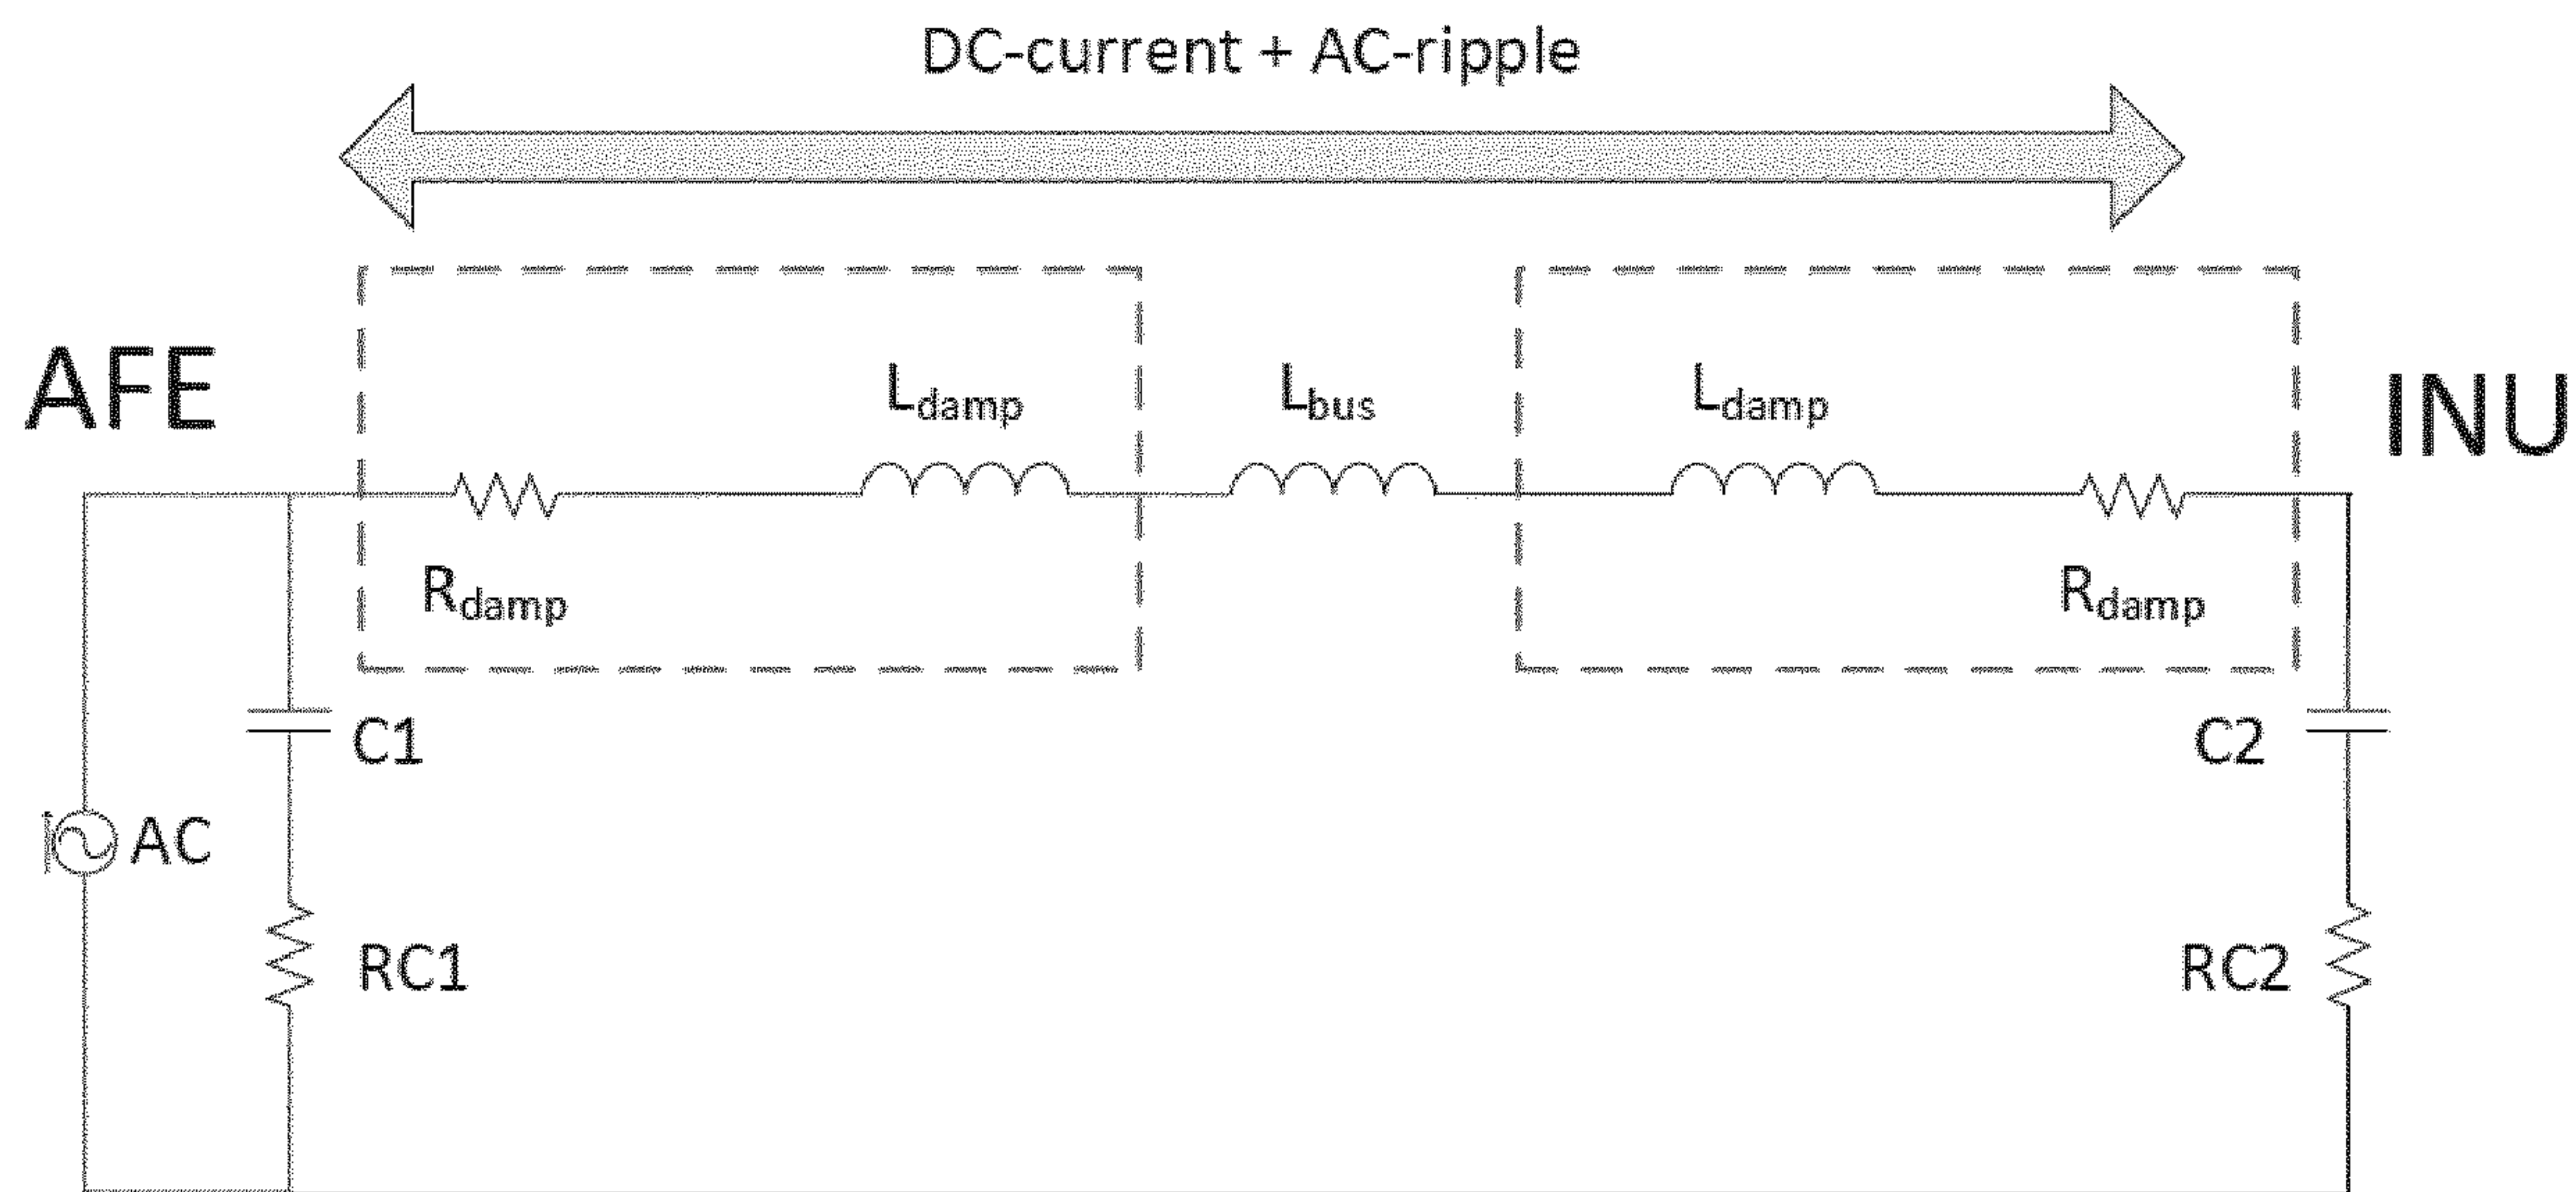 DC-current + AC-ripple
AFE
INU
Ldamp
Lbus
Ldamp
Rdamp
Rdamp
C1
C2
AC
RC1
RC2